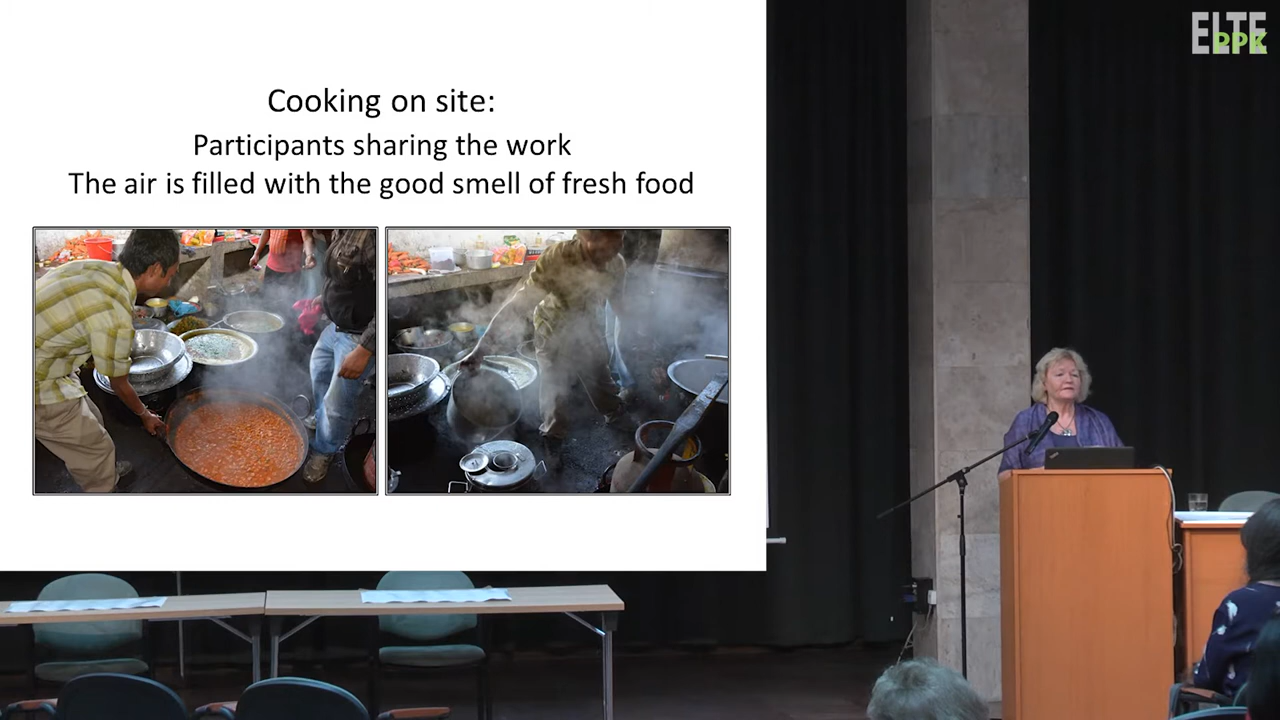 Cooking on site:
Participants sharing the work
The air is filled with the good smell of fresh food
ELTE
PPK